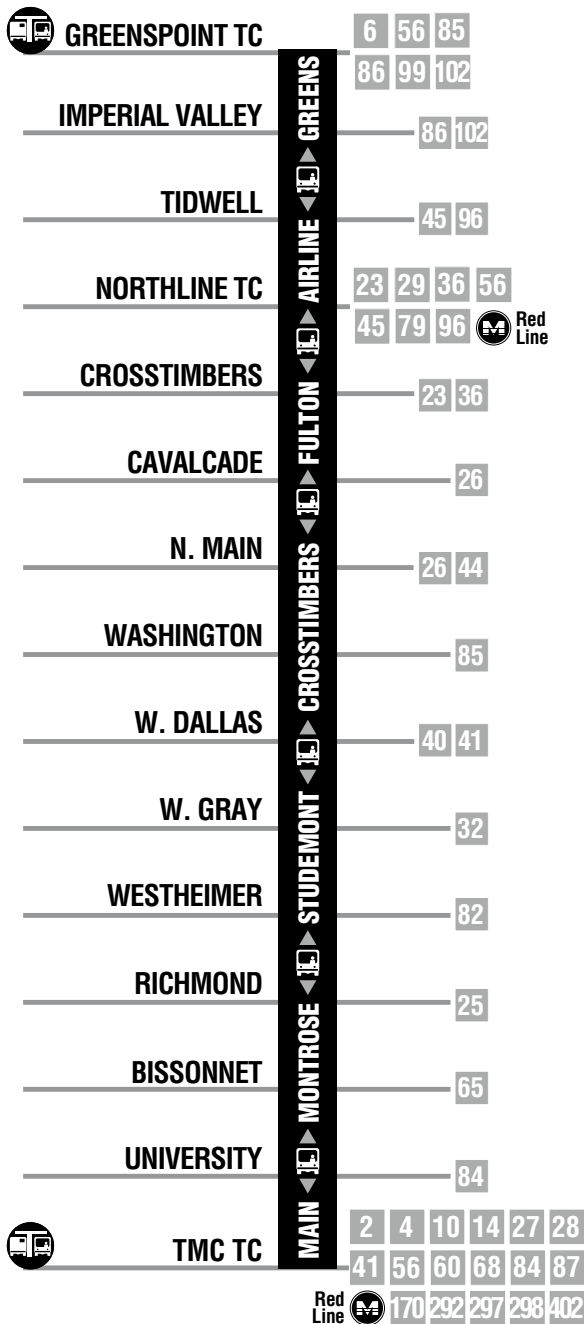 GREENSPOINT TC 6 56 85
86 99 102
IMPERIAL VALLEY 86 102
TIDWELL 45 96
NORTHLINE TC 23 29 36 56
45 79 96 M Red Line
CROSSTIMBERS 23 36
CAVALCADE 26
N. MAIN 26 44
WASHINGTON 85
W. DALLAS 40 41
W. GRAY 32
WESTHEIMER 82
RICHMOND 25
BISSONNET 65
UNIVERSITY 84
TMC TC 2 4 10 14 27 28
41 56 60 68 84 87
Red Line M 170 292 297 298 402
MAIN MONTROSE STUDEMONT CROSSTIMBERS FULTON AIRLINE GREENS